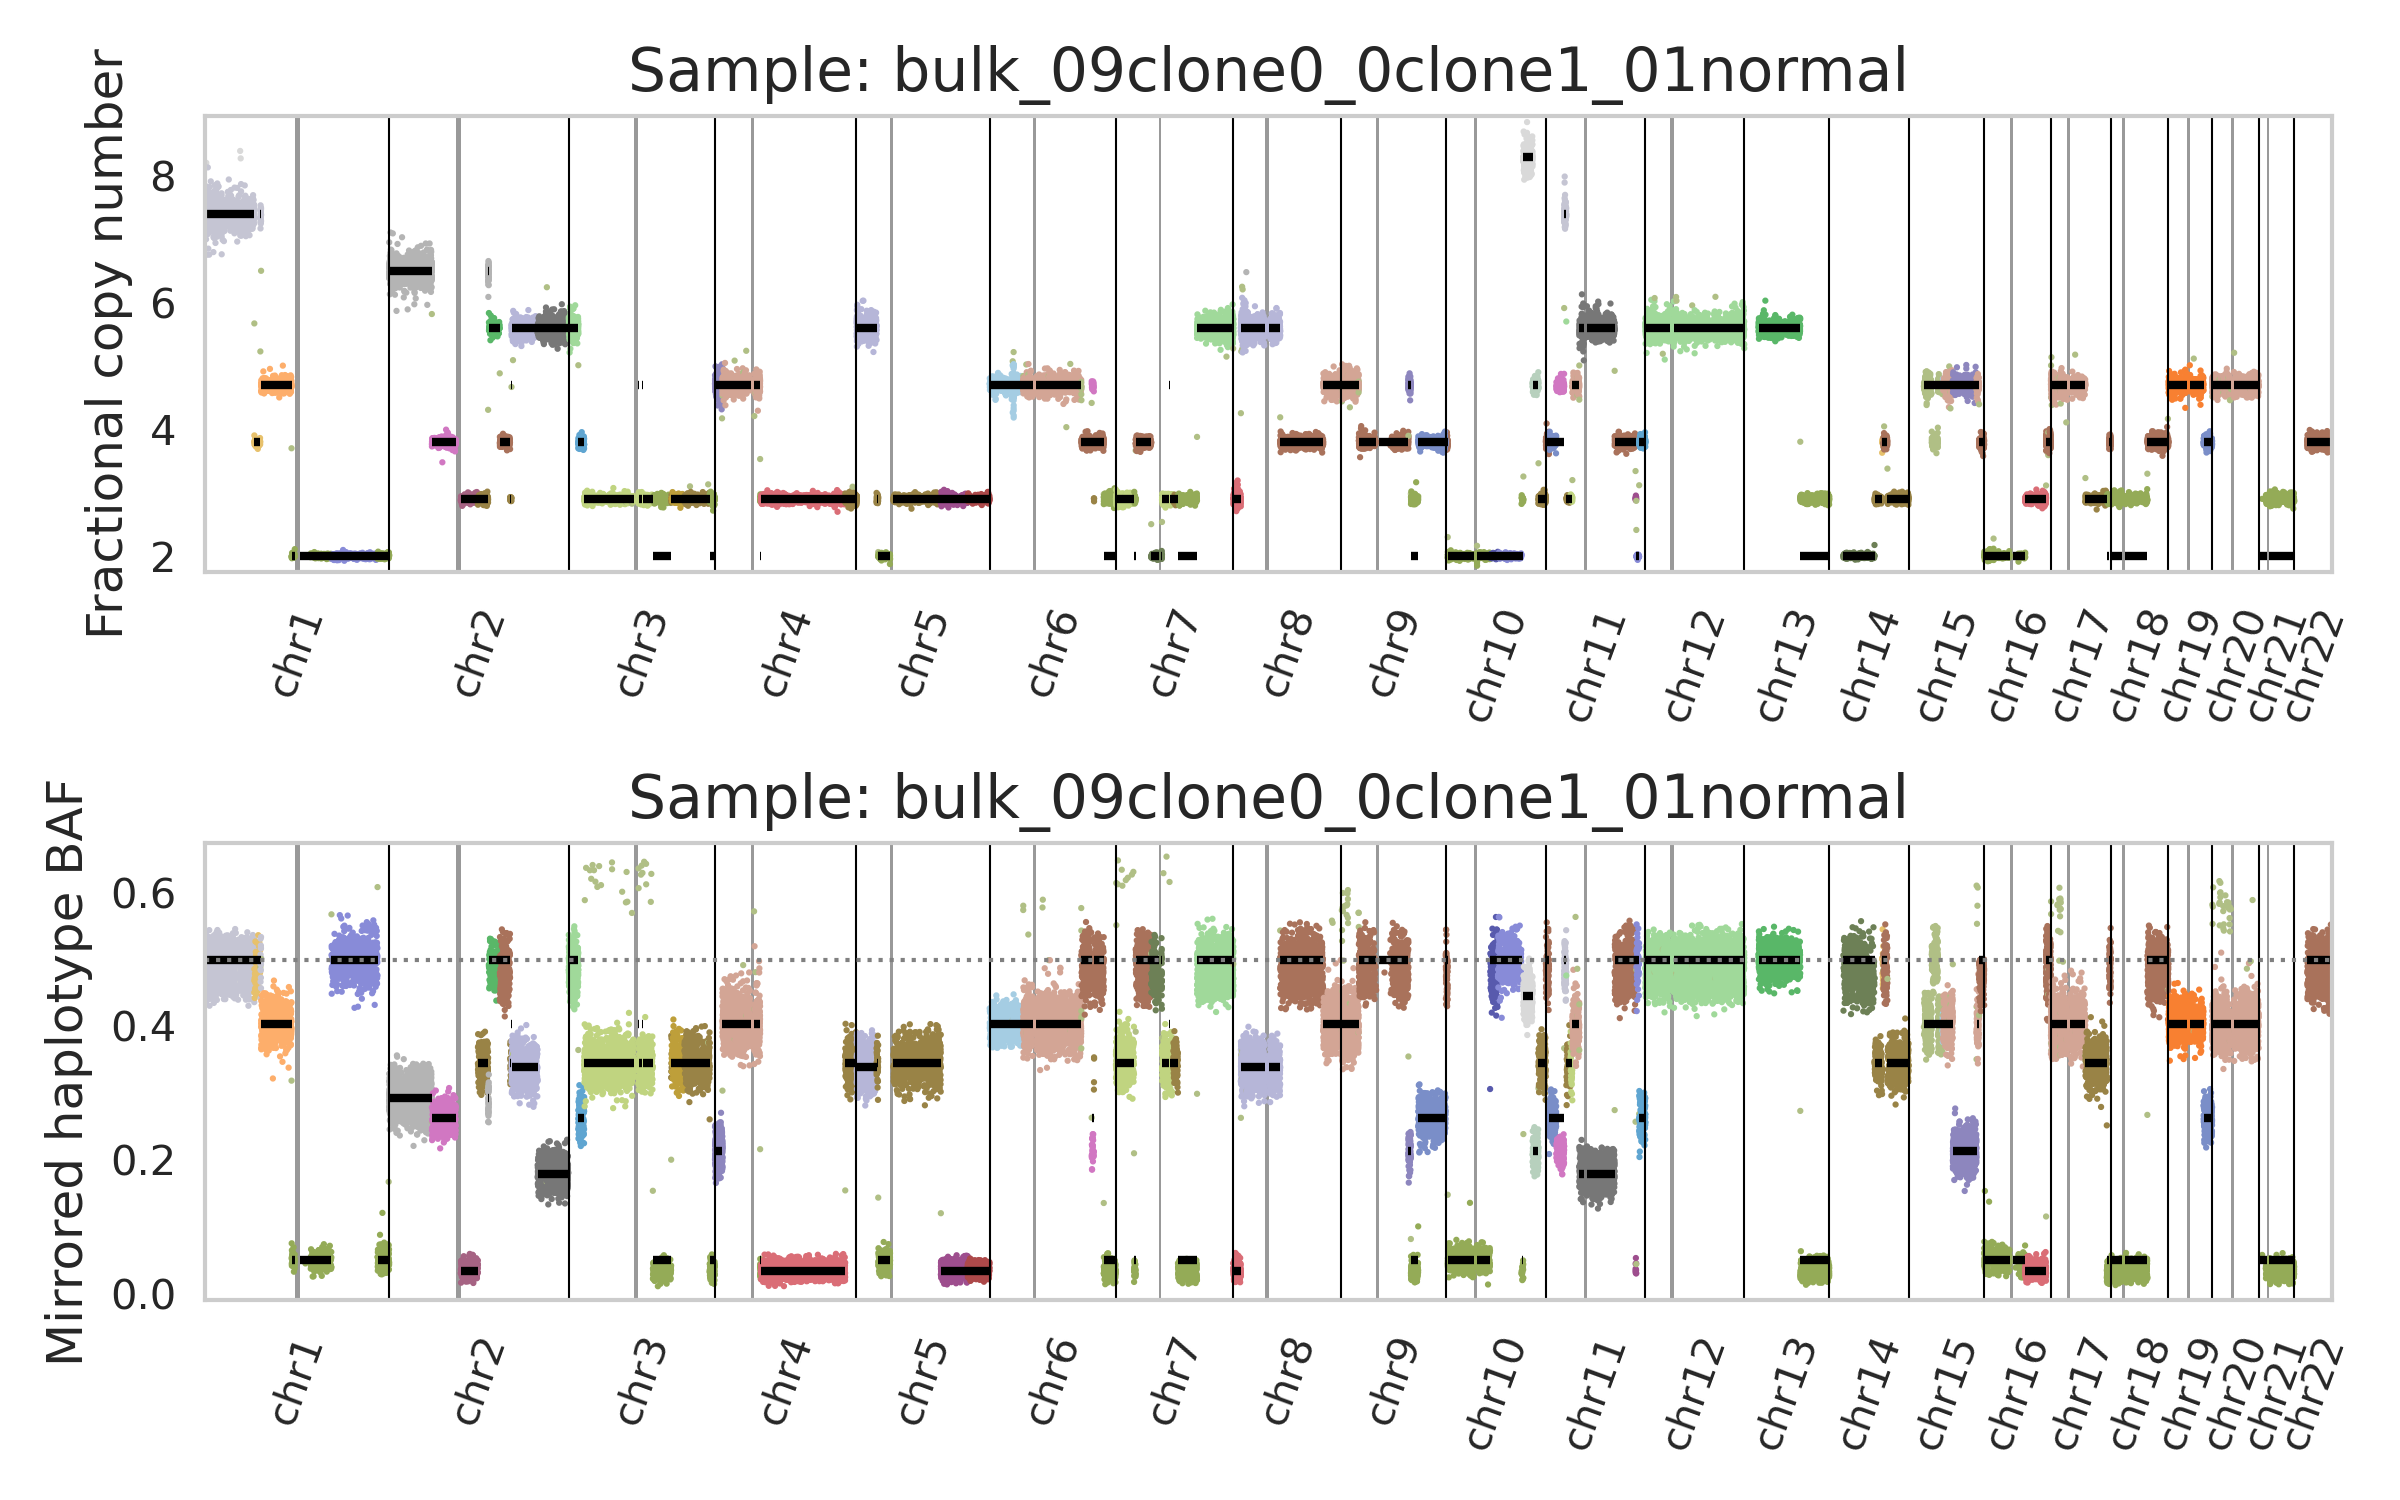 Sample: bulk_09clone0_0clone1_01normal
Fractional copy number
8
6
4
2
chr1
chr2
chr3
chr4
chr5
chr6
chr7
chr8
chr9
chr10
chr11
chr12
chr13
chr14
chr15
chr16
chr17
chr18
chr19
chr20
chr21
chr22
Sample: bulk_09clone0_0clone1_01normal
Mirrored haplotype BAF
0.6
0.4
0.2
0.0
chr1
chr2
chr3
chr4
chr5
chr6
chr7
chr8
chr9
chr10
chr11
chr12
chr13
chr14
chr15
chr16
chr17
chr18
chr19
chr20
chr21
chr22